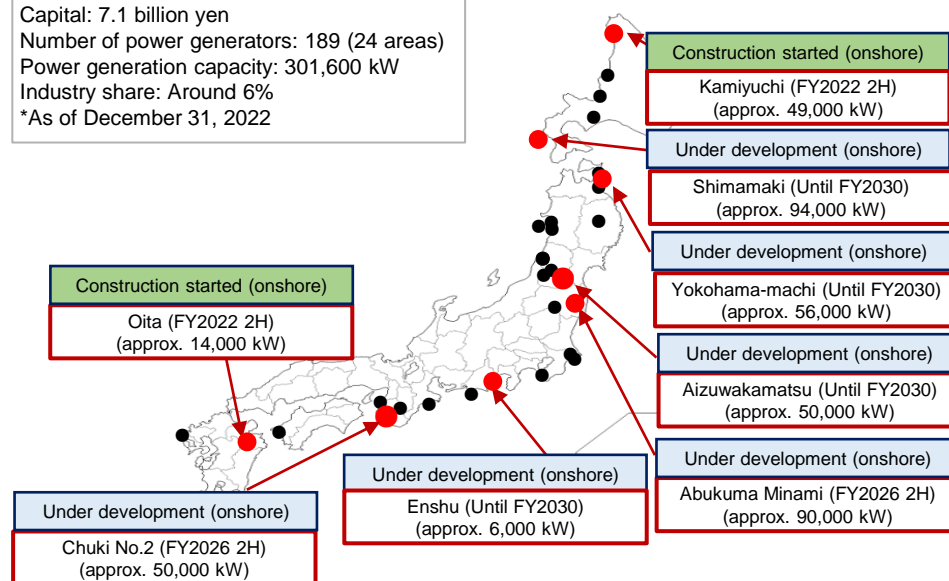 Capital: 7.1 billion yen
Number of power generators: 189 (24 areas)
Power generation capacity: 301,600 kW
Industry share: Around 6%
*As of December 31, 2022
Construction started (onshore)
Kamiyuchi (FY2022 2H)
(approx. 49,000 kW)
Under development (onshore)
Shimamaki (Until FY2030)
(approx. 94,000 kW)
Under development (onshore)
Yokohama-machi (Until FY2030)
(approx. 56,000 kW)
Construction started (onshore)
Oita (FY2022 2H)
(approx. 14,000 kW)
Under development (onshore)
Aizuwakamatsu (Until FY2030)
(approx. 50,000 kW)
Under development (onshore)
Abukuma Minami (FY2026 2H)
(approx. 90,000 kW)
Under development (onshore)
Enshu (Until FY2030)
(approx. 6,000 kW)
Under development (onshore)
Chuki No.2 (FY2026 2H)
(approx. 50,000 kW)